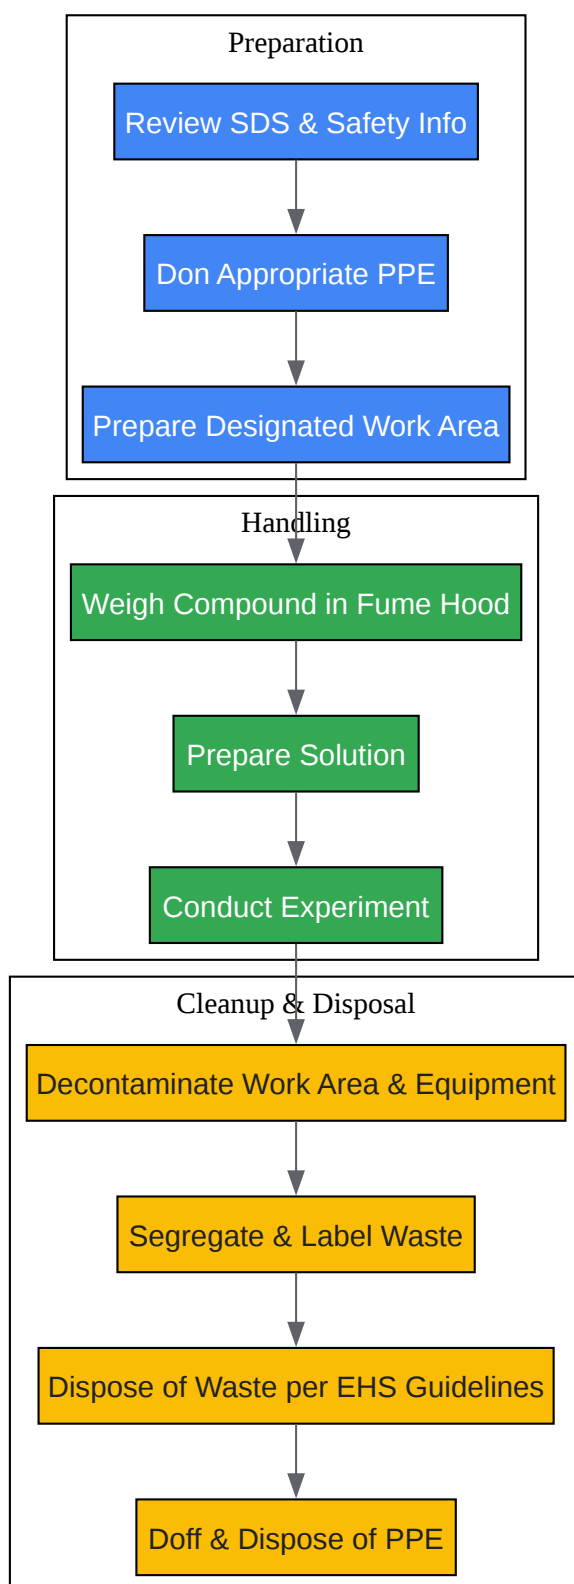 Preparation
Review SDS & Safety Info
Don Appropriate PPE
Prepare Designated Work Area
Handling
Weigh Compound in Fume Hood
Prepare Solution
Conduct Experiment
Cleanup & Disposal
Decontaminate Work Area & Equipment
Segregate & Label Waste
Dispose of Waste per EHS Guidelines
Doff & Dispose of PPE